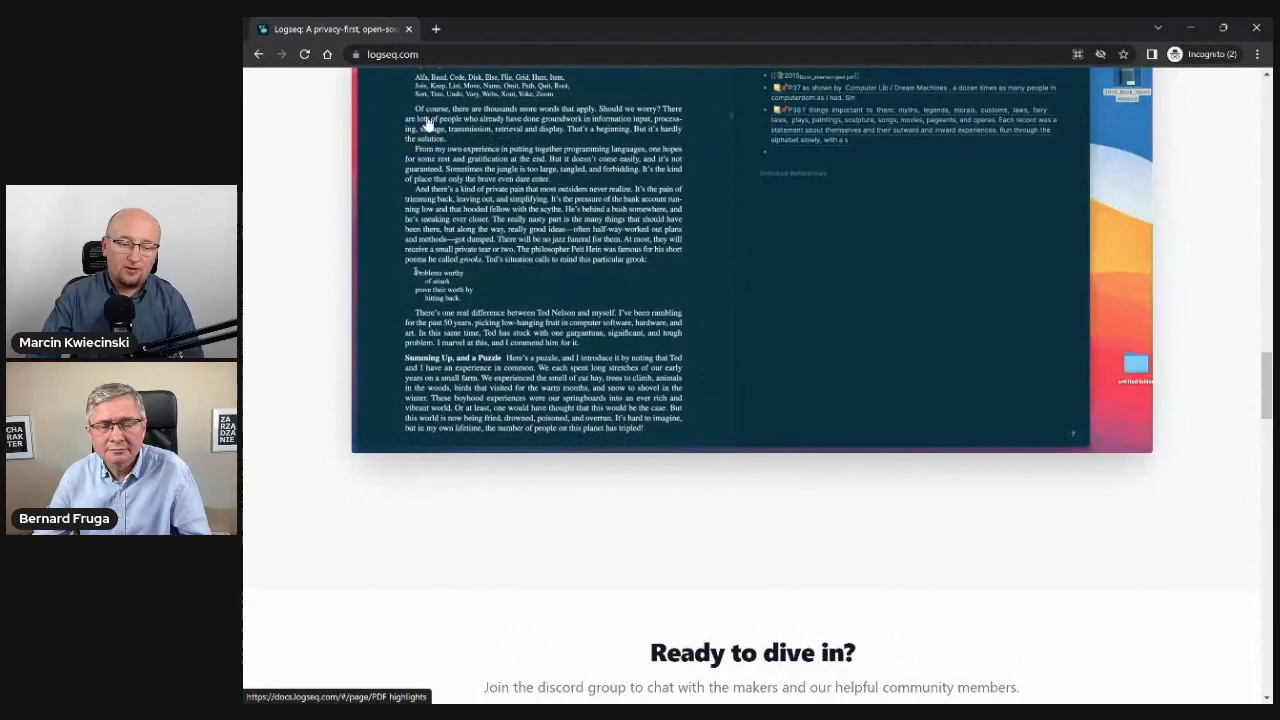 Logseq: A privacy-first, open-sou
logseq.com
Incognito (2)
Alfa, Baud, Code, Disk, Else, File, Grid, Hunt, Item,
Join, Keep, List, Move, Name, Omit, Path, Quit, Root,
Sort, Tree, Undo, Vary, Webs, Xout, Yoke, Zoom
Of course, there are thousands more words that apply. Should we worry? There
are lots of people who already have done groundwork in information input, process-
ing, storage, transmission, retrieval and display. That's a beginning. But it's hardly
the solution.
From my own experience in putting together programming languages, one hopes
for some rest and gratification at the end. But it doesn't come easily, and it's not
guaranteed. Sometimes the jungle is too large, tangled, and forbidding. It's the kind
of place that only the brave even dare enter.
And there's a kind of private pain that most outsiders never realize. It's the pain of
trimming back, leaving out, and simplifying. It's the pressure of the bank account run-
ning low and that hooded fellow with the scythe. He's behind a bush somewhere, and
he's sneaking ever closer. The really nasty part is the many things that should have
been there, but along the way, really good ideas—often half-way-worked out plans
and methods—got dumped. There will be no jazz funeral for them. At most, they will
receive a small private tear or two. The philosopher Peit Hein was famous for his short
poems he called grooks. Ted's situation calls to mind this particular grook:
Problems worthy
of attack
prove their worth by
hitting back.
There's one real difference between Ted Nelson and myself. I've been rambling
for the past 50 years, picking low-hanging fruit in computer software, hardware, and
art. In this same time, Ted has stuck with one gargantuan, significant, and tough
problem. I marvel at this, and I commend him for it.
Summing Up, and a Puzzle Here's a puzzle, and I introduce it by noting that Ted
and I have an experience in common. We each spent long stretches of our early
years on a small farm. We experienced the smell of cut hay, trees to climb, animals
in the woods, birds that visited for the warm months, and snow to shovel in the
winter. These boyhood experiences were our springboards into an ever rich and
vibrant world. Or at least, one would have thought that this would be the case. But
this world is now being fried, drowned, poisoned, and overrun. It's hard to imagine,
but in my own lifetime, the number of people on this planet has tripled!
P37 as shown by Computer Lib / Dream Machines , a dozen times as many people in
computerdom as I had. Sin
P38 f things important to them: myths, legends, morals, customs, laws, fairy
tales, plays, paintings, sculpture, songs, movies, pageants, and operas. Each record was a
statement about themselves and their outward and inward experiences. Run through the
alphabet slowly, with a s
Unlinked References
?
untitled folder
Marcin Kwiecinski
CHA
RAK
TER
ZA
RZĄ
DZA
NIE
Bernard Fruga
Ready to dive in?
Join the discord group to chat with the makers and our helpful community members.
https://docs.logseq.com/#/page/PDF highlights